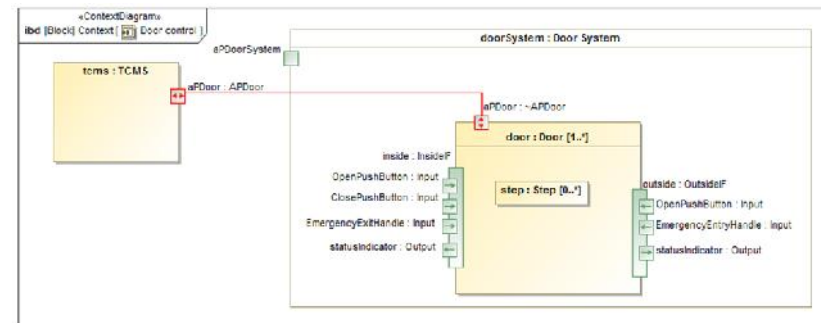 «ContextDiagram»
ibd [Block] Context [ Door control ]
doorSystem : Door System
aPDoorSystem
tcms : TCMS
aPDoor : APDoor
aPDoor : ~APDoor
door : Door [1..*]
inside : InsideIF
OpenPushButton : Input
step : Step [0..*]
outside : OutsideIF
ClosePushButton : Input
OpenPushButton : Input
EmergencyExitHandle : Input
EmergencyEntryHandle : Input
statusIndicator : Output
statusIndicator : Output